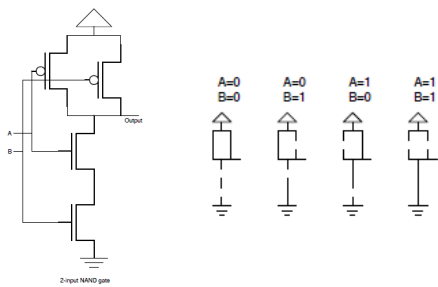 A
B
Output
2-input NAND gate
A=0
B=0
A=0
B=1
A=1
B=0
A=1
B=1